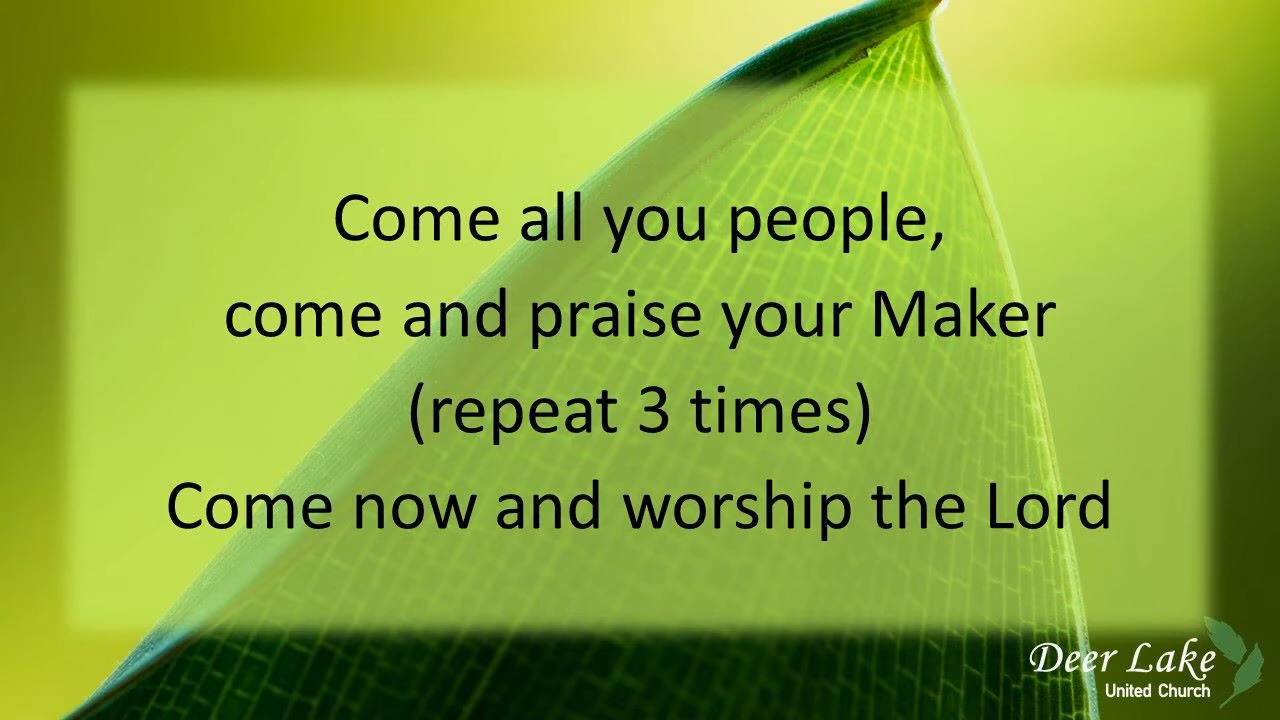 Come all you people,
come and praise your Maker
(repeat 3 times)
Come now and worship the Lord
Deer Lake
United Church